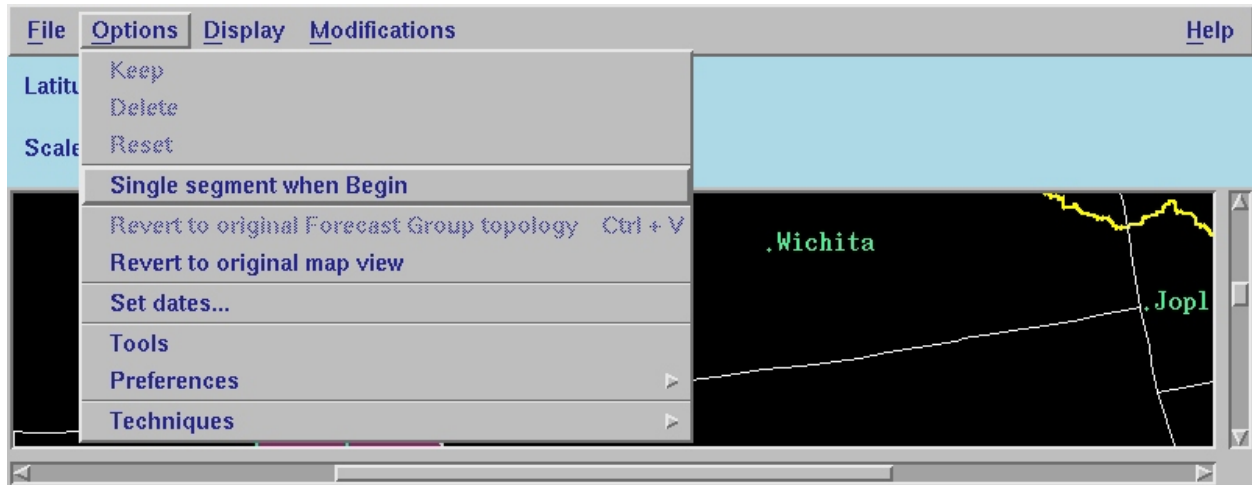 File Options Display Modifications Help
Latitu
Keep
Delete
Scale
Reset
Single segment when Begin
Revert to original Forecast Group topology Ctrl + V
.Wichita
Revert to original map view
Set dates...
.Jopl
Tools
Preferences
Techniques